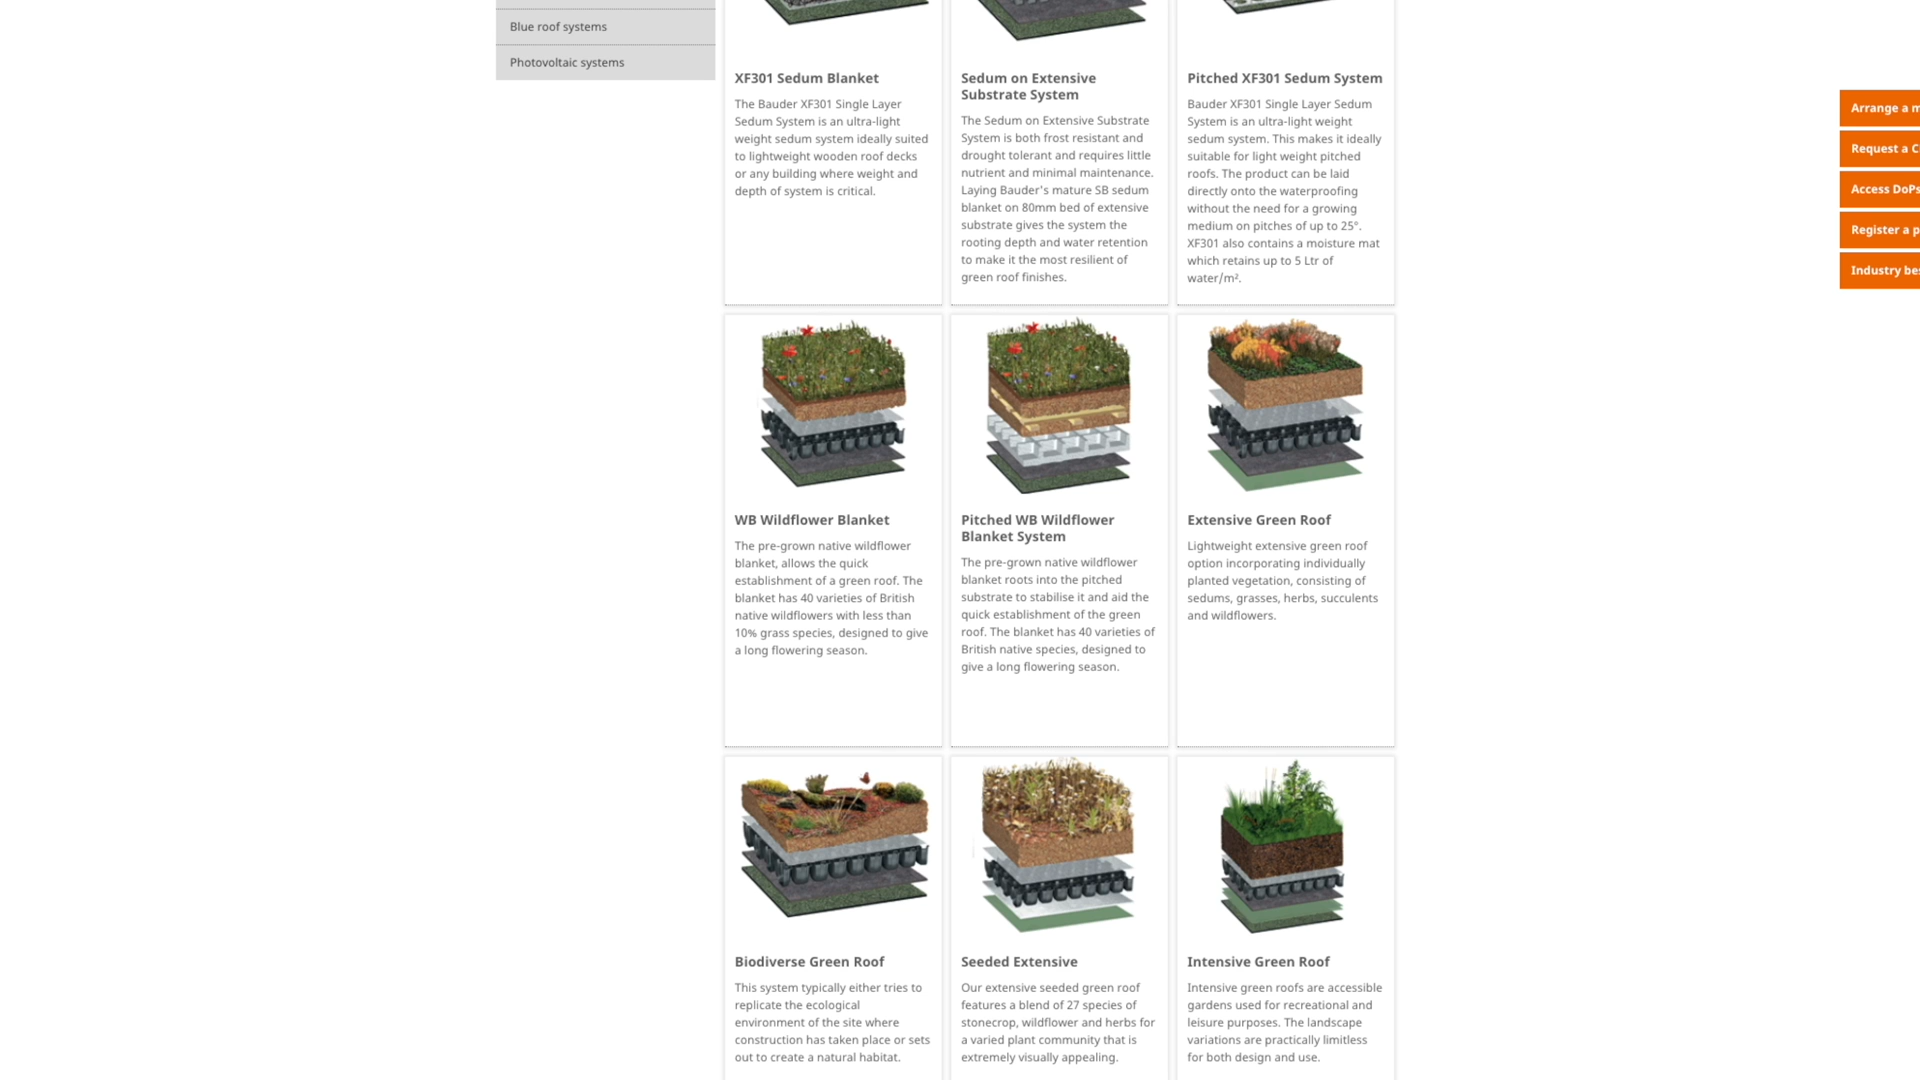 Blue roof systems
Photovoltaic systems
XF301 Sedum Blanket
The Bauder XF301 Single Layer
Sedum System is an ultra-light
weight sedum system ideally suited
to lightweight wooden roof decks
or any building where weight and
depth of system is critical.
Sedum on Extensive
Substrate System
The Sedum on Extensive Substrate
System is both frost resistant and
drought tolerant and requires little
nutrient and minimal maintenance.
Laying Bauder's mature SB sedum
blanket on 80mm bed of extensive
substrate gives the system the
rooting depth and water retention
to make it the most resilient of
green roof finishes.
Pitched XF301 Sedum System
Bauder XF301 Single Layer Sedum
System is an ultra-light weight
sedum system. This makes it ideally
suitable for light weight pitched
roofs. The product can be laid
directly onto the waterproofing
without the need for a growing
medium on pitches of up to 25°.
XF301 also contains a moisture mat
which retains up to 5 Ltr of
water/m².
Arrange a m
Request a C
Access DoPs
Register a p
Industry bes
WB Wildflower Blanket
The pre-grown native wildflower
blanket, allows the quick
establishment of a green roof. The
blanket has 40 varieties of British
native wildflowers with less than
10% grass species, designed to give
a long flowering season.
Pitched WB Wildflower
Blanket System
The pre-grown native wildflower
blanket roots into the pitched
substrate to stabilise it and aid the
quick establishment of the green
roof. The blanket has 40 varieties of
British native species, designed to
give a long flowering season.
Extensive Green Roof
Lightweight extensive green roof
option incorporating individually
planted vegetation, consisting of
sedums, grasses, herbs, succulents
and wildflowers.
Biodiverse Green Roof
This system typically either tries to
replicate the ecological
environment of the site where
construction has taken place or sets
out to create a natural habitat.
Seeded Extensive
Our extensive seeded green roof
features a blend of 27 species of
stonecrop, wildflower and herbs for
a varied plant community that is
extremely visually appealing.
Intensive Green Roof
Intensive green roofs are accessible
gardens used for recreational and
leisure purposes. The landscape
variations are practically limitless
for both design and use.